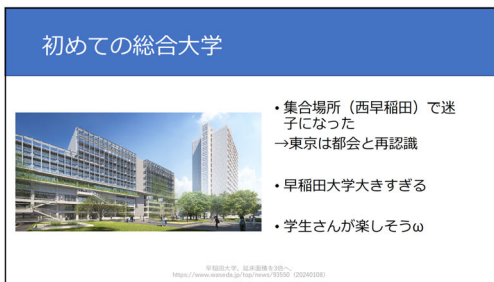 初めての総合大学
• 集合場所（西早稲田）で迷
子になった
→東京は都会と再認識
• 早稲田大学大きすぎる
• 学生さんが楽しそうω
早稲田大学、延床面積を3倍へ。
https://www.waseda.jp/top/news/93550（20240108）